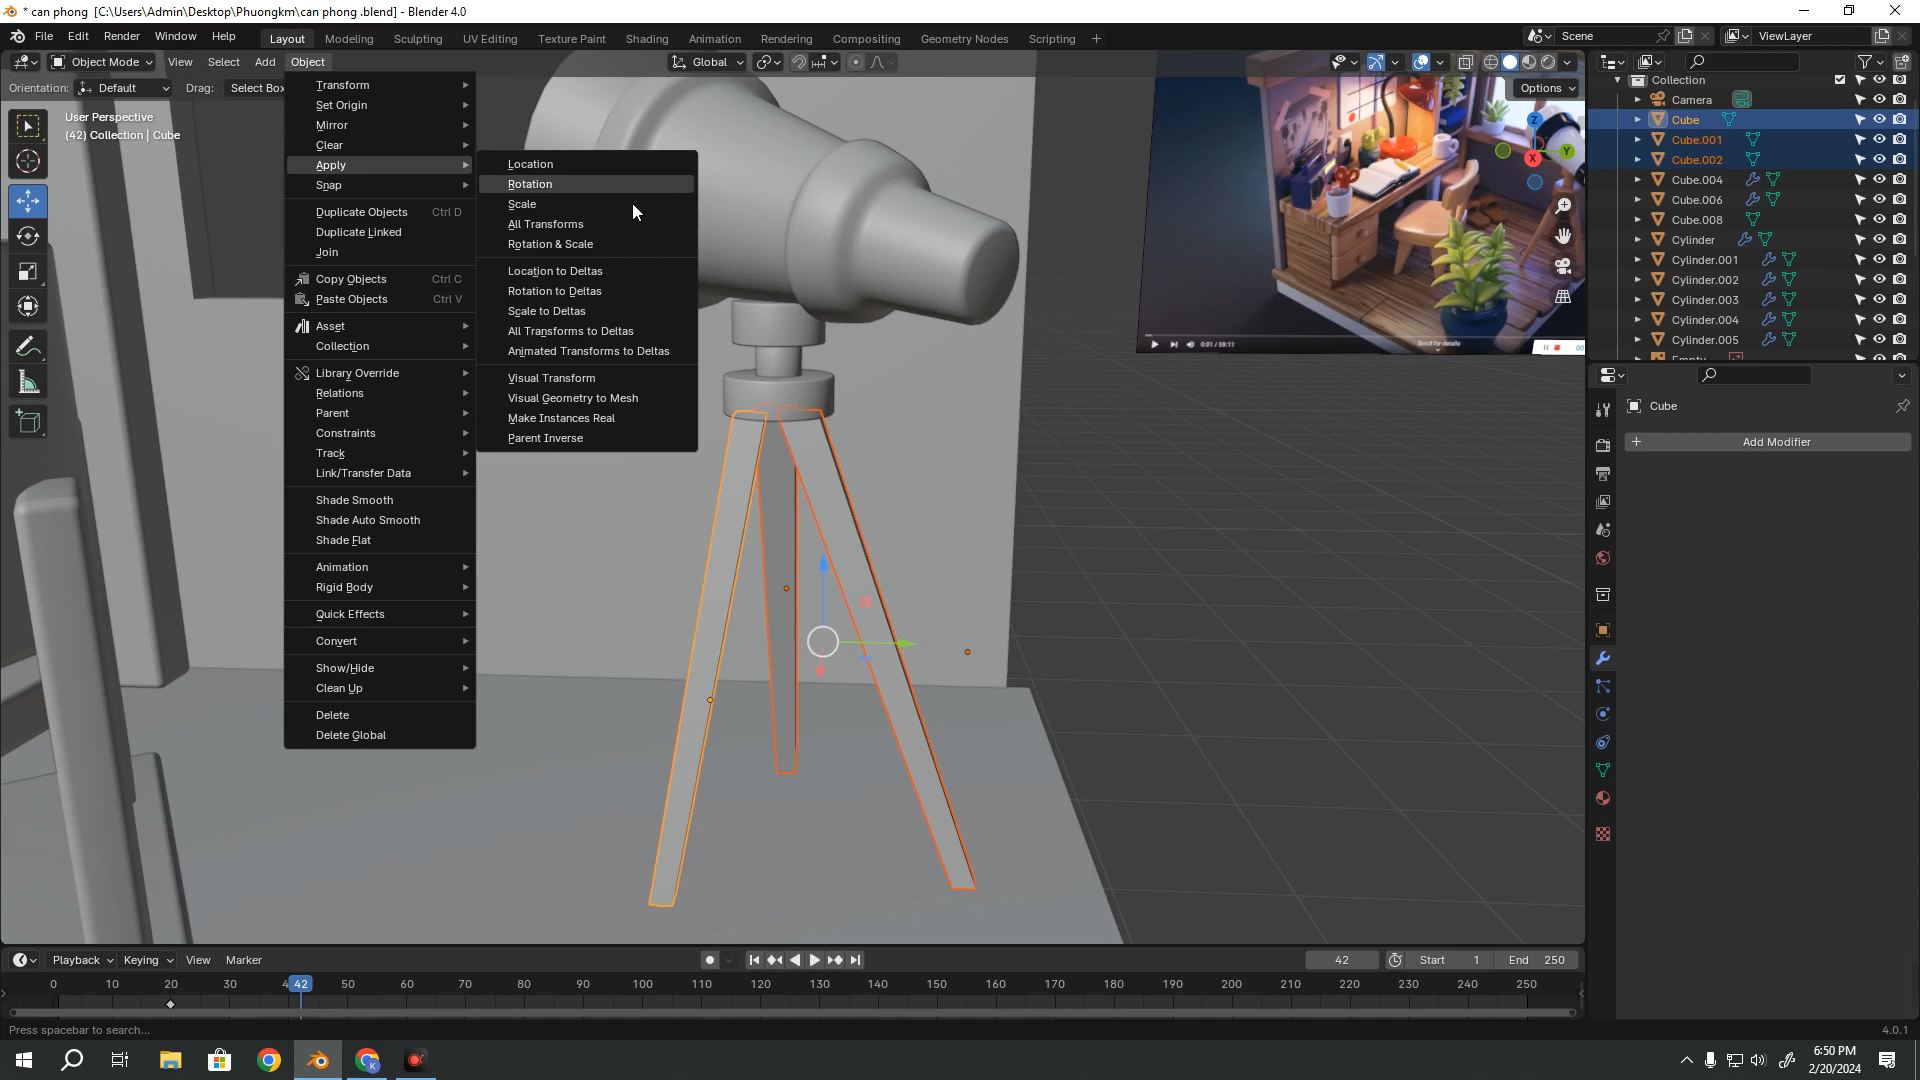 * can phong  [C:\Users\Admin\Desktop\Phuongkm\can phong .blend] - Blender 4.0
File Edit Render Window Help Layout Modeling Sculpting UV Editing Texture Paint Shading Animation Rendering Compositing Geometry Nodes Scripting + Scene ViewLayer
Object Mode View Select Add Object Global
Orientation: Default Drag: Select Box Options
User Perspective
(42) Collection | Cube
Transform
Set Origin
Mirror
Clear
Apply
Snap
Duplicate Objects Ctrl D
Duplicate Linked
Join
Copy Objects Ctrl C
Paste Objects Ctrl V
Asset
Collection
Library Override
Relations
Parent
Constraints
Track
Link/Transfer Data
Shade Smooth
Shade Auto Smooth
Shade Flat
Animation
Rigid Body
Quick Effects
Convert
Show/Hide
Clean Up
Delete
Delete Global
Location
Rotation
Scale
All Transforms
Rotation & Scale
Location to Deltas
Rotation to Deltas
Scale to Deltas
All Transforms to Deltas
Animated Transforms to Deltas
Visual Transform
Visual Geometry to Mesh
Make Instances Real
Parent Inverse
Z
Y
X
0:01 / 59:11
Scroll for details
Collection
Camera
Cube
Cube.001
Cube.002
Cube.004
Cube.006
Cube.008
Cylinder
Cylinder.001
Cylinder.002
Cylinder.003
Cylinder.004
Cylinder.005
Empty
Cube
+ Add Modifier
Playback Keying View Marker 42 Start 1 End 250
0 10 20 30 4 42 50 60 70 80 90 100 110 120 130 140 150 160 170 180 190 200 210 220 230 240 250
Press spacebar to search... 4.0.1
K
6:50 PM
2/20/2024